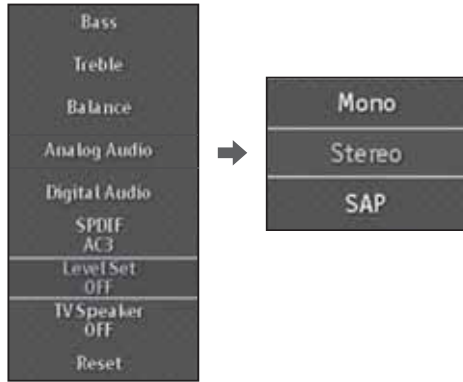 Bass
Treble
Balance
Analog Audio
Digital Audio
SPDIF
AC3
Level Set
OFF
TV Speaker
OFF
Reset
Mono
Stereo
SAP